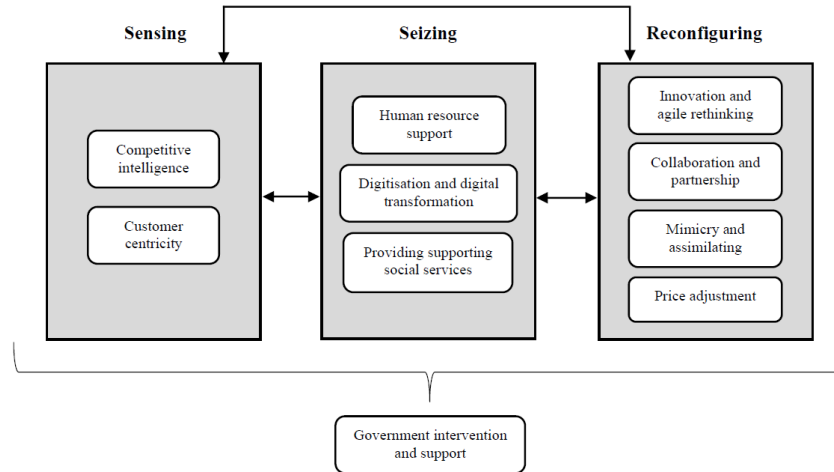 Sensing
Competitive
intelligence
Customer
centricity
Seizing
Human resource
support
Digitisation and digital
transformation
Providing supporting
social services
Reconfiguring
Innovation and
agile rethinking
Collaboration and
partnership
Mimicry and
assimilating
Price adjustment
Government intervention
and support